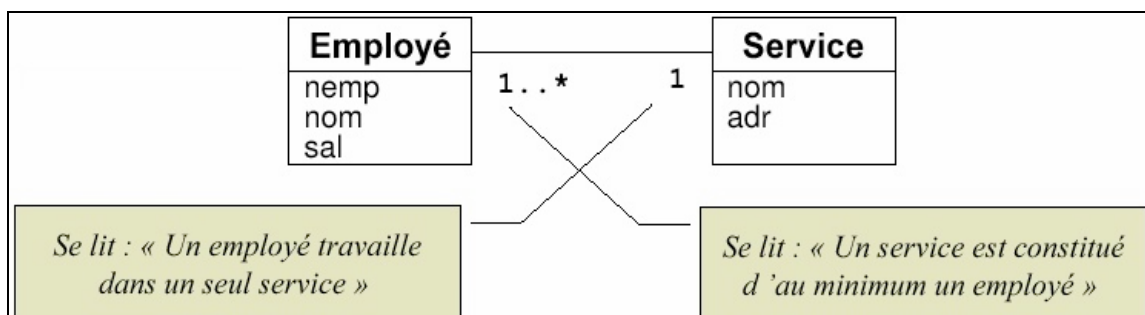 Employé
nemp
nom
sal
1..*
1
Service
nom
adr
Se lit : « Un employé travaille
dans un seul service »
Se lit : « Un service est constitué
d ’au minimum un employé »